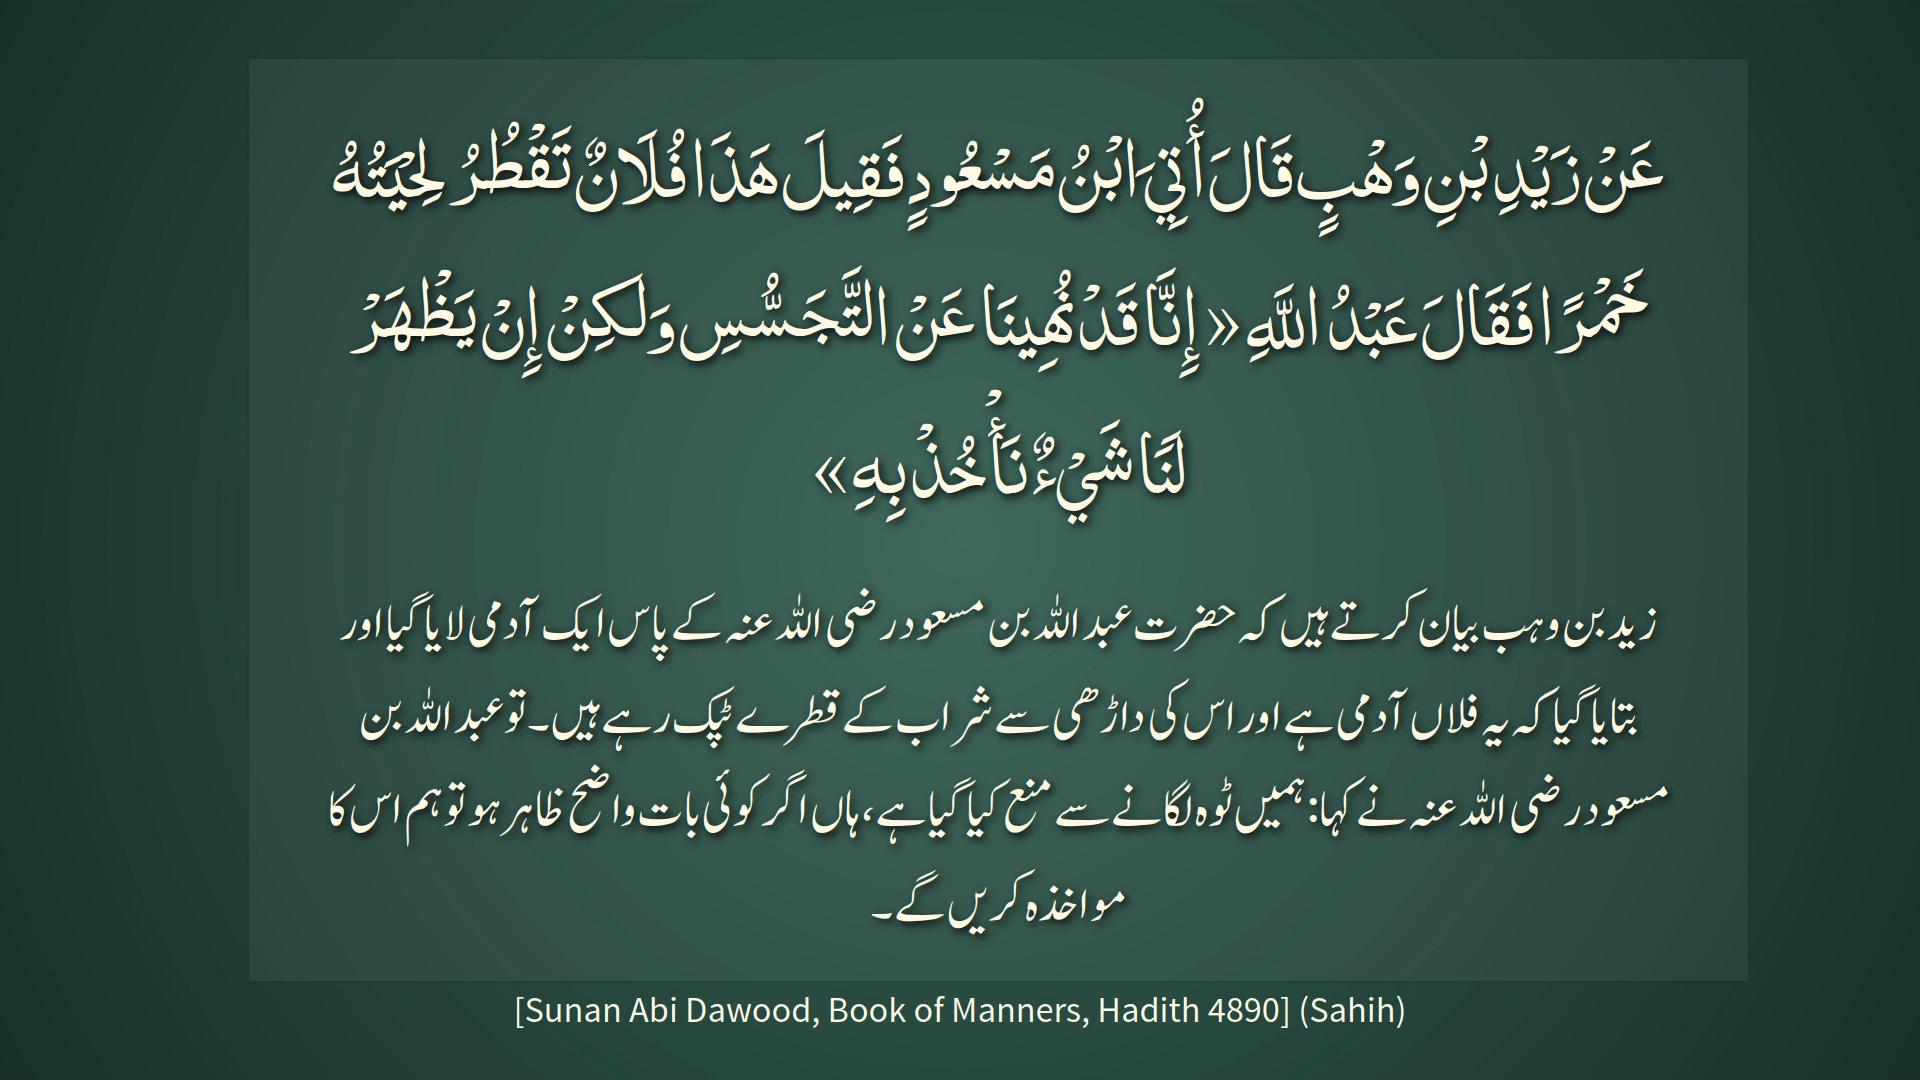 عَنْ زَيْدِ بْنِ وَهْبٍ قَالَ أُتِيَ ابْنُ مَسْعُودٍ فَقِيلَ هَذَا فُلَانٌ تَقْطُرُ لِحْيَتُهُ
خَمْرًا فَقَالَ عَبْدُ اللَّهِ «إِنَّا قَدْ نُهِينَا عَنْ التَّجَسُّسِ وَلَكِنْ إِنْ يَظْهَرْ
لَنَا شَيْءٌ نَأْخُذْ بِهِ»
زید بن وہب بیان کرتے ہیں کہ حضرت عبداللہ بن مسعود رضی اللہ عنہ کے پاس ایک آدمی لایا گیا اور
بتایا گیا کہ یہ فلاں آدمی ہے اور اس کی داڑھی سے شراب کے قطرے ٹپک رہے ہیں۔ تو عبداللہ بن
مسعود رضی اللہ عنہ نے کہا: ہمیں ٹوہ لگانے سے منع کیا گیا ہے، ہاں اگر کوئی بات واضح ظاہر ہو تو ہم اس کا
مواخذہ کریں گے۔
[Sunan Abi Dawood, Book of Manners, Hadith 4890] (Sahih)